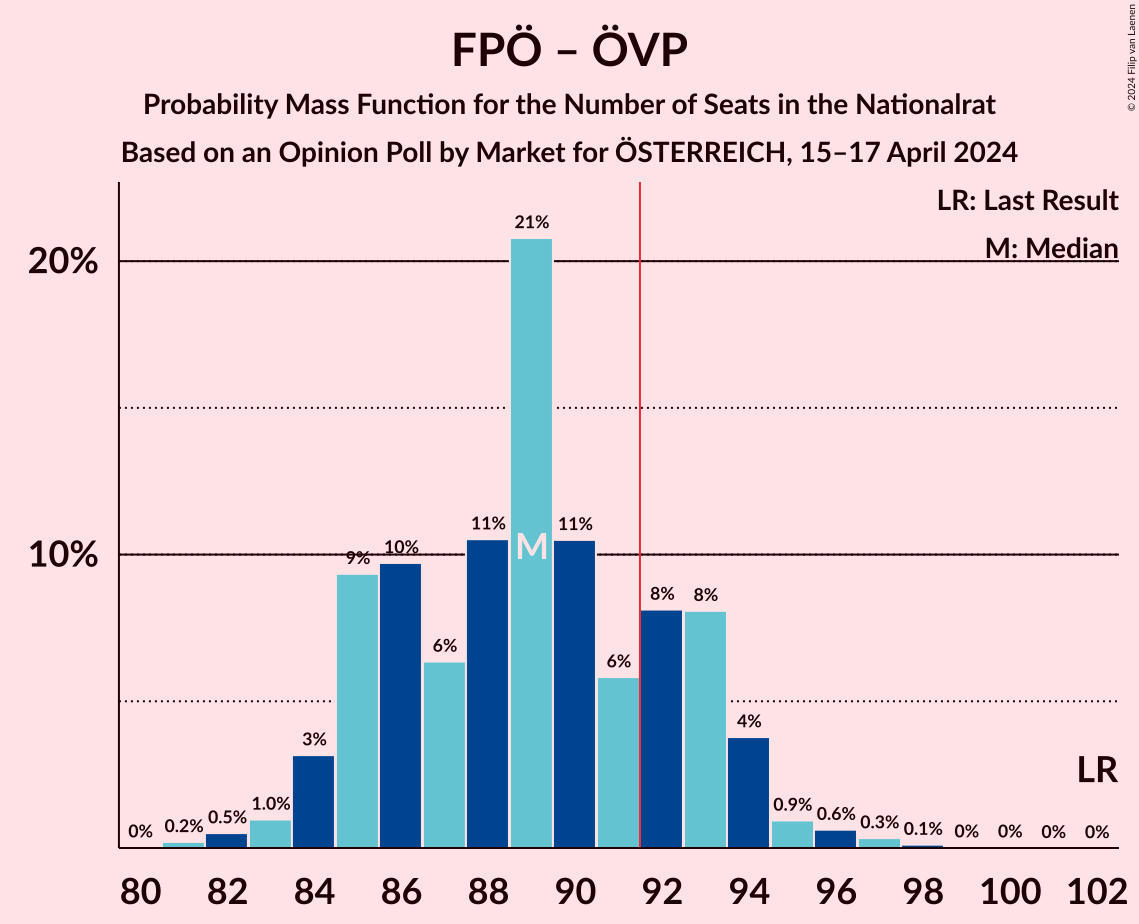 FPÖ – ÖVP
Probability Mass Function for the Number of Seats in the Nationalrat
Based on an Opinion Poll by Market for ÖSTERREICH, 15–17 April 2024
© 2024 Filip van Laenen
LR: Last Result
M: Median
20%
10%
0%
0.2%
0.5%
1.0%
3%
9%
10%
6%
11%
21%
M
11%
6%
8%
8%
4%
0.9%
0.6%
0.3%
0.1%
0%
0%
0%
0%
LR
80 82 84 86 88 90 92 94 96 98 100 102